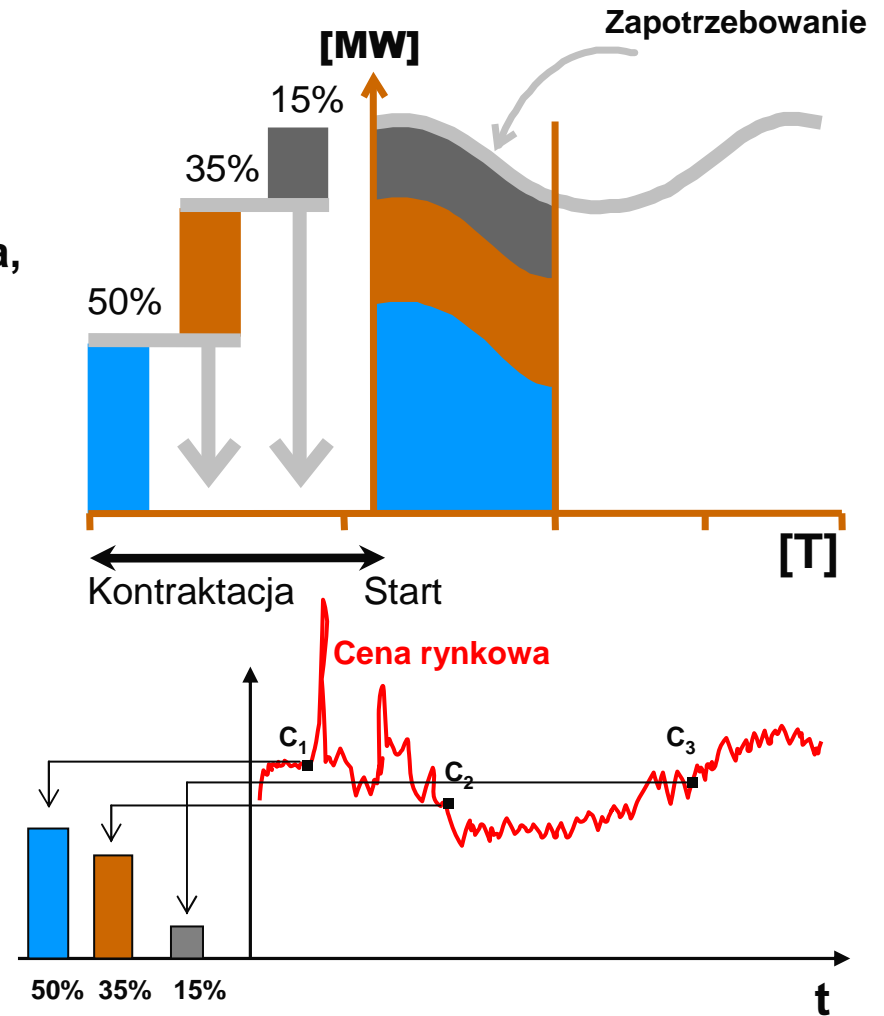 Zapotrzebowanie
[MW]
15%
35%
a,
50%
[T]
Kontraktacja Start
Cena rynkowa
C₁
C₂
C₃
50% 35% 15%
t